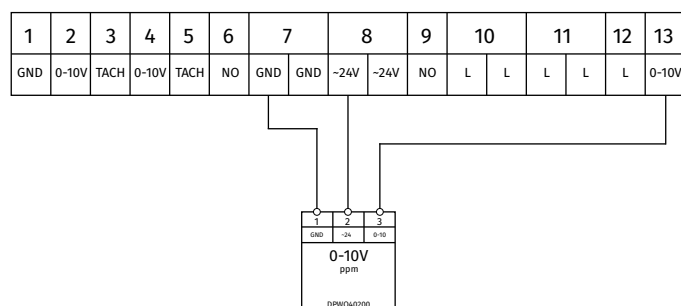 1 2 3 4 5 6 7 8 9 10 11 12 13
GND 0-10V TACH 0-10V TACH NO GND GND ~24V ~24V NO L L L L L 0-10V
1 2 3
GND ~24 0-10
0-10V
ppm
DPWO40200